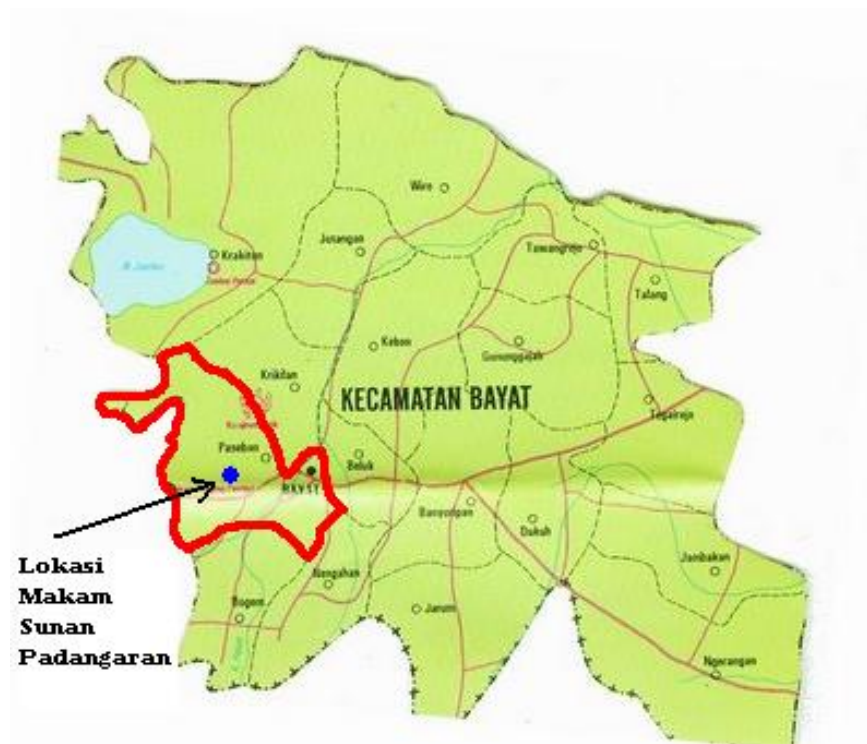 Wiro
Jotangan
Krakitan
Tawangrejo
Talang
Kebon
Gununggajah
Krikilan
KECAMATAN BAYAT
Tegalrejo
Paseban
Beluk
BAYAT
Banyuripan
Dukuh
Lokasi
Makam
Sunan
Padangaran
Nengahan
Jambakan
Bogem
Jarum
Ngerangan